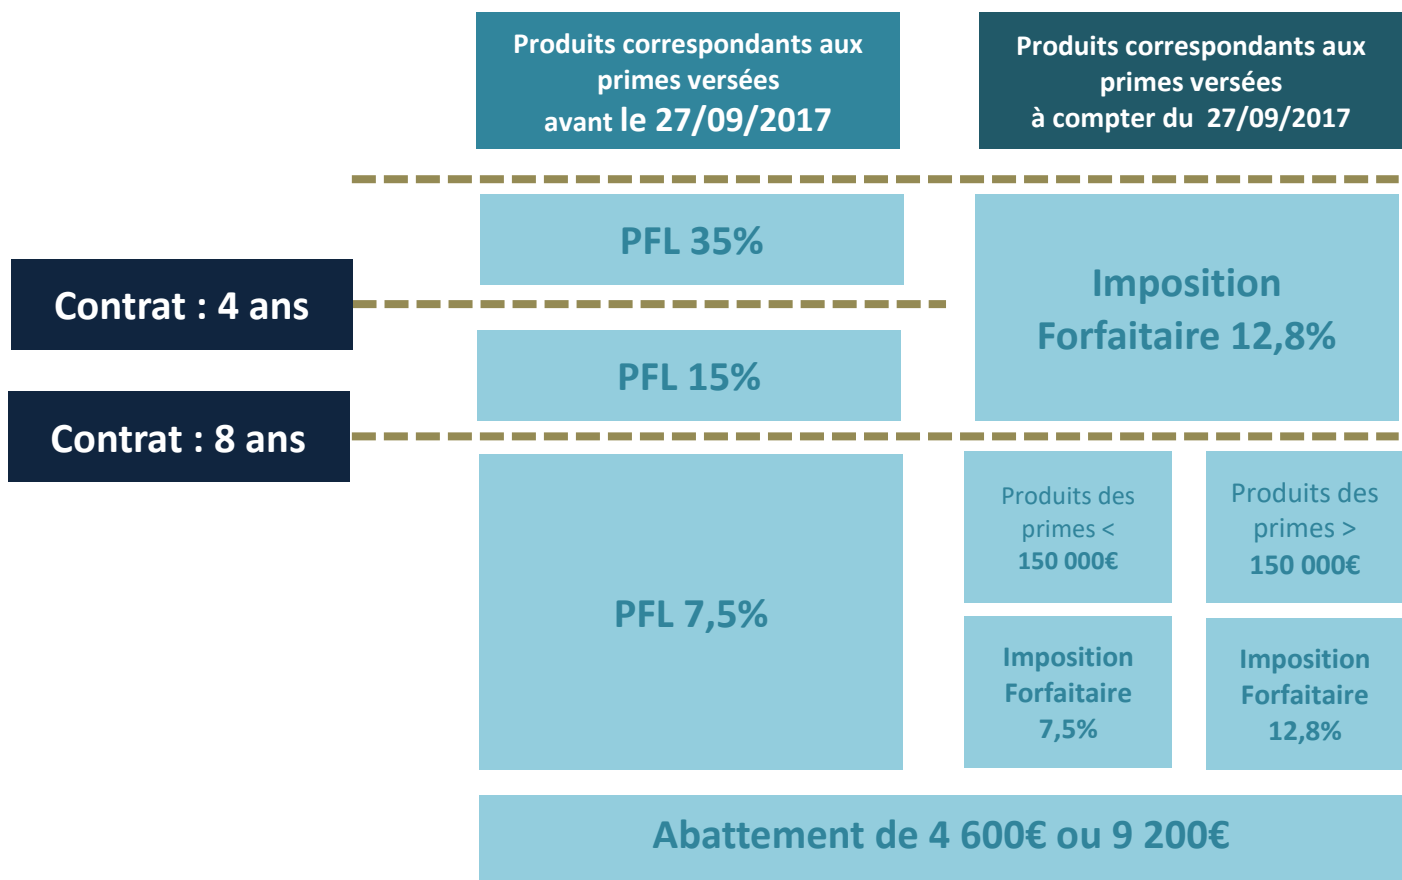 Produits correspondants aux
primes versées
avant le 27/09/2017
Produits correspondants aux
primes versées
à compter du 27/09/2017
PFL 35%
Imposition
Forfaitaire 12,8%
Contrat : 4 ans
PFL 15%
Contrat : 8 ans
PFL 7,5%
Produits des
primes <
150 000€
Produits des
primes >
150 000€
Imposition
Forfaitaire
7,5%
Imposition
Forfaitaire
12,8%
Abattement de 4 600€ ou 9 200€